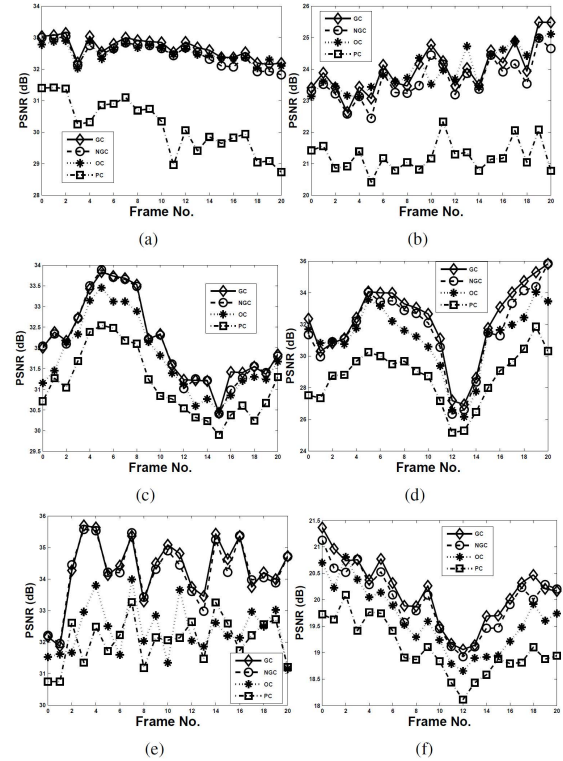 PSNR (dB)
34
33
32
31
30
29
28
GC
NGC
OC
PC
0 2 4 6 8 10 12 14 16 18 20
Frame No.
(a)
PSNR (dB)
26
25
24
23
22
21
20
GC
NGC
OC
PC
0 2 4 6 8 10 12 14 16 18 20
Frame No.
(b)
PSNR (dB)
34
33.5
33
32.5
32
31.5
31
30.5
30
29.5
GC
NGC
OC
PC
0 2 4 6 8 10 12 14 16 18 20
Frame No.
(c)
PSNR (dB)
36
34
32
30
28
26
24
GC
NGC
OC
PC
0 2 4 6 8 10 12 14 16 18 20
Frame No.
(d)
PSNR (dB)
36
35
34
33
32
31
30
GC
NGC
OC
PC
0 2 4 6 8 10 12 14 16 18 20
Frame No.
(e)
PSNR (dB)
21.5
21
20.5
20
19.5
19
18.5
18
GC
NGC
OC
PC
0 2 4 6 8 10 12 14 16 18 20
Frame No.
(f)